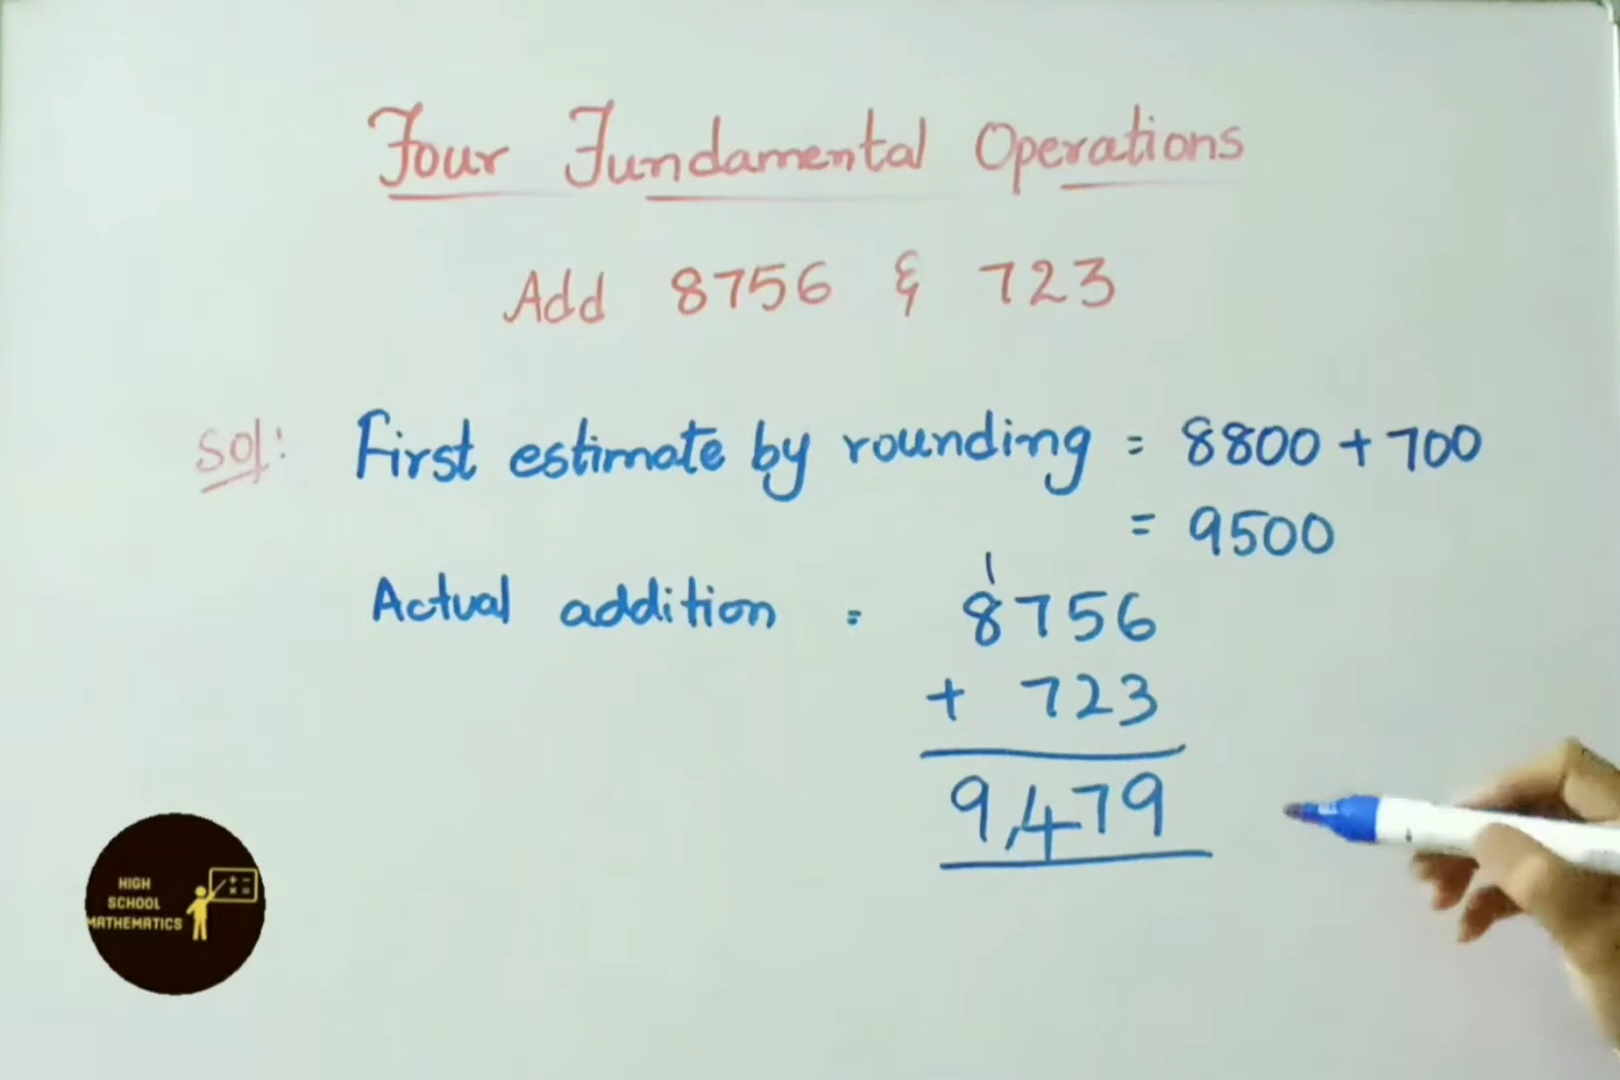 Four Fundamental Operations
Add 8756 & 723
Sol: First estimate by rounding = 8800 + 700
= 9500
1
Actual addition = 8756
+ 723
9,479
HIGH
SCHOOL
MATHEMATICS